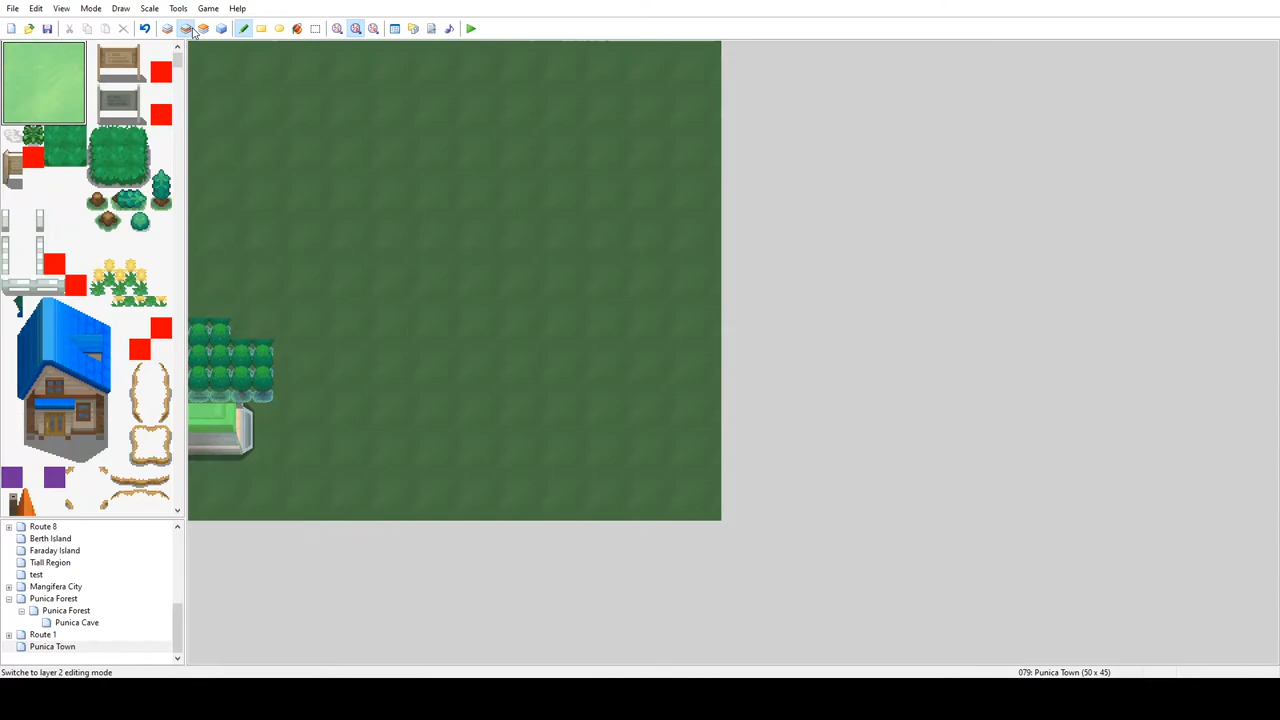 File Edit View Mode Draw Scale Tools Game Help
Route 8
Berth Island
Faraday Island
Tiall Region
test
Mangifera City
Punica Forest
Punica Forest
Punica Cave
Route 1
Punica Town
Switche to layer 2 editing mode
079: Punica Town (50 x 45)